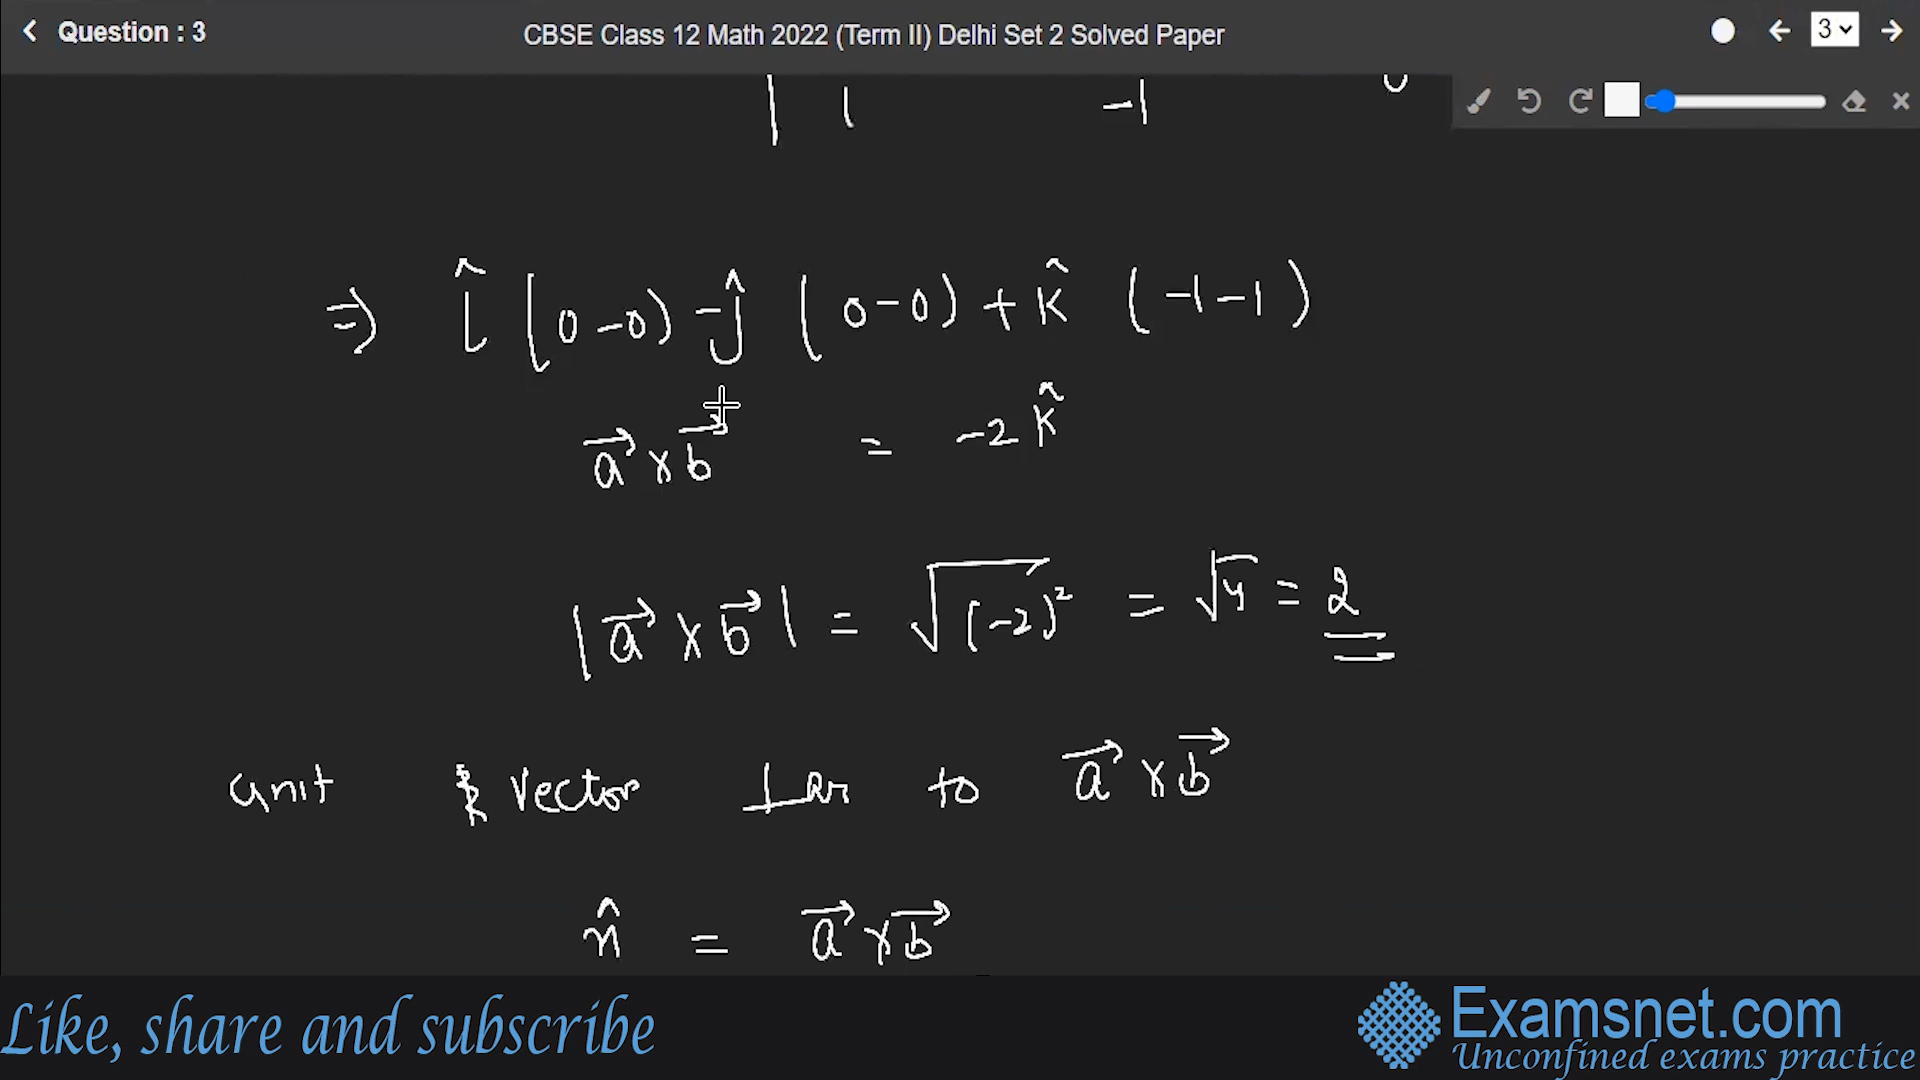 Question : 3
CBSE Class 12 Math 2022 (Term II) Delhi Set 2 Solved Paper
3
| 1 -1 0
⇒ î (0-0) - ĵ (0-0) + k̂ (-1-1)
a⃗ × b⃗ = -2 k̂
|a⃗ × b⃗| = √(-2)² = √4 = 2
unit vector ⊥ar to a⃗ × b⃗
n̂ = a⃗ × b⃗
Like, share and subscribe
Examsnet.com
Unconfined exams practice